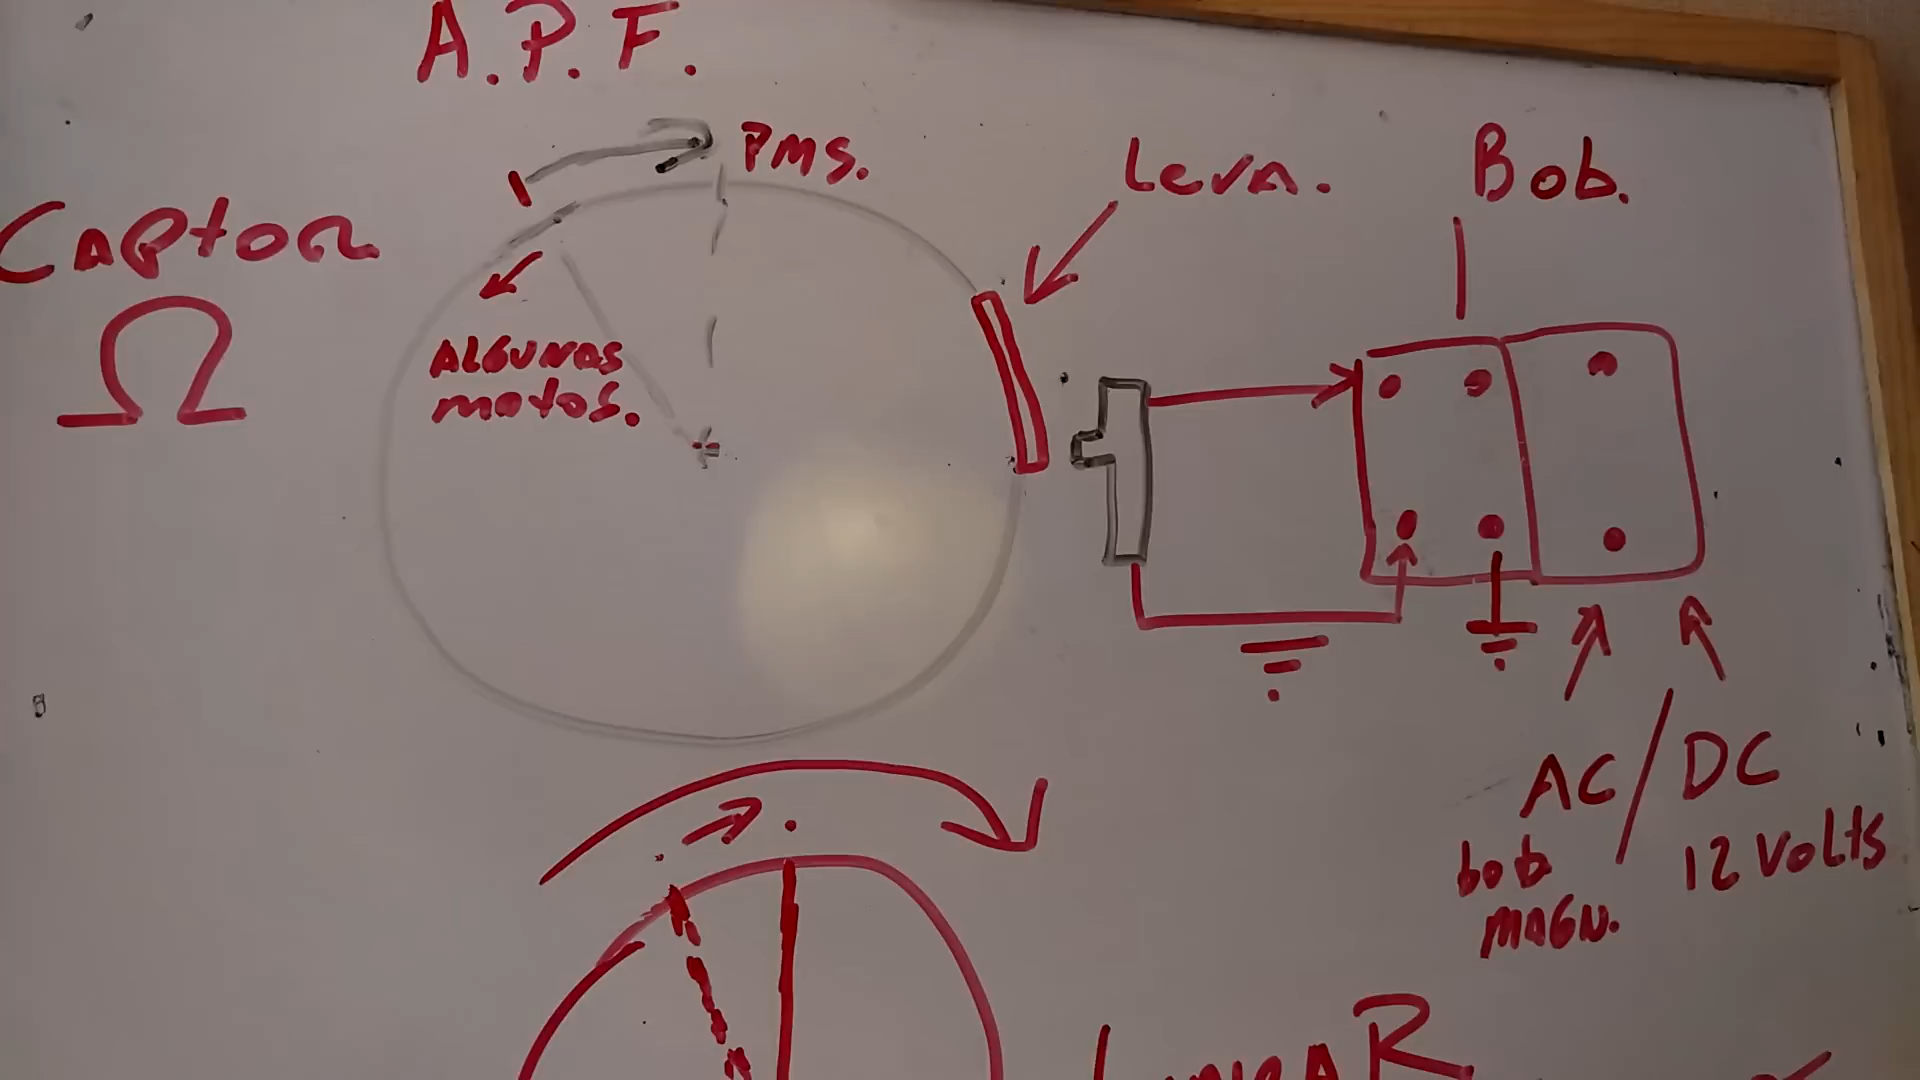 A.P.F.
PMS.
Leva.
Bob.
Captor
Ω
ALGUNAS
motos.
AC/DC
bob
MAGN.
12 Volts